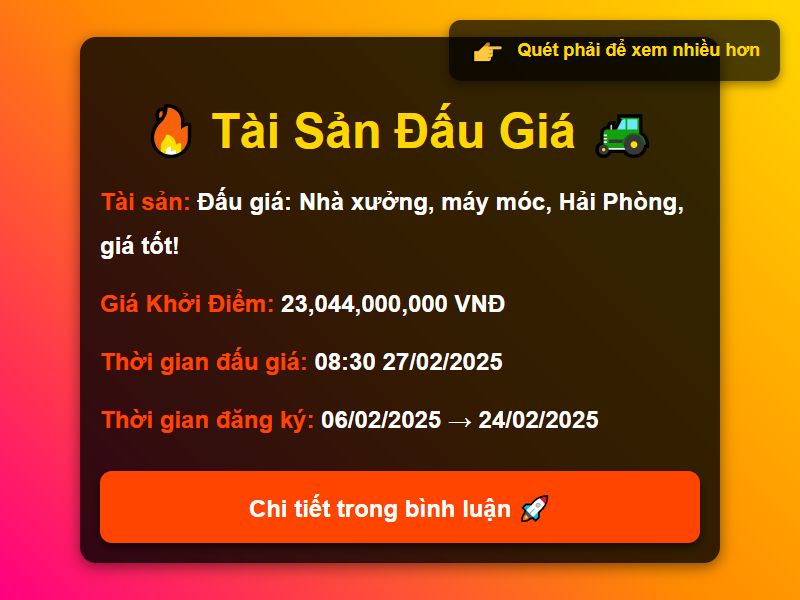 Quét phải để xem nhiều hơn
Tài Sản Đấu Giá
Tài sản: Đấu giá: Nhà xưởng, máy móc, Hải Phòng,
giá tốt!
Giá Khởi Điểm: 23,044,000,000 VNĐ
Thời gian đấu giá: 08:30 27/02/2025
Thời gian đăng ký: 06/02/2025 → 24/02/2025
Chi tiết trong bình luận